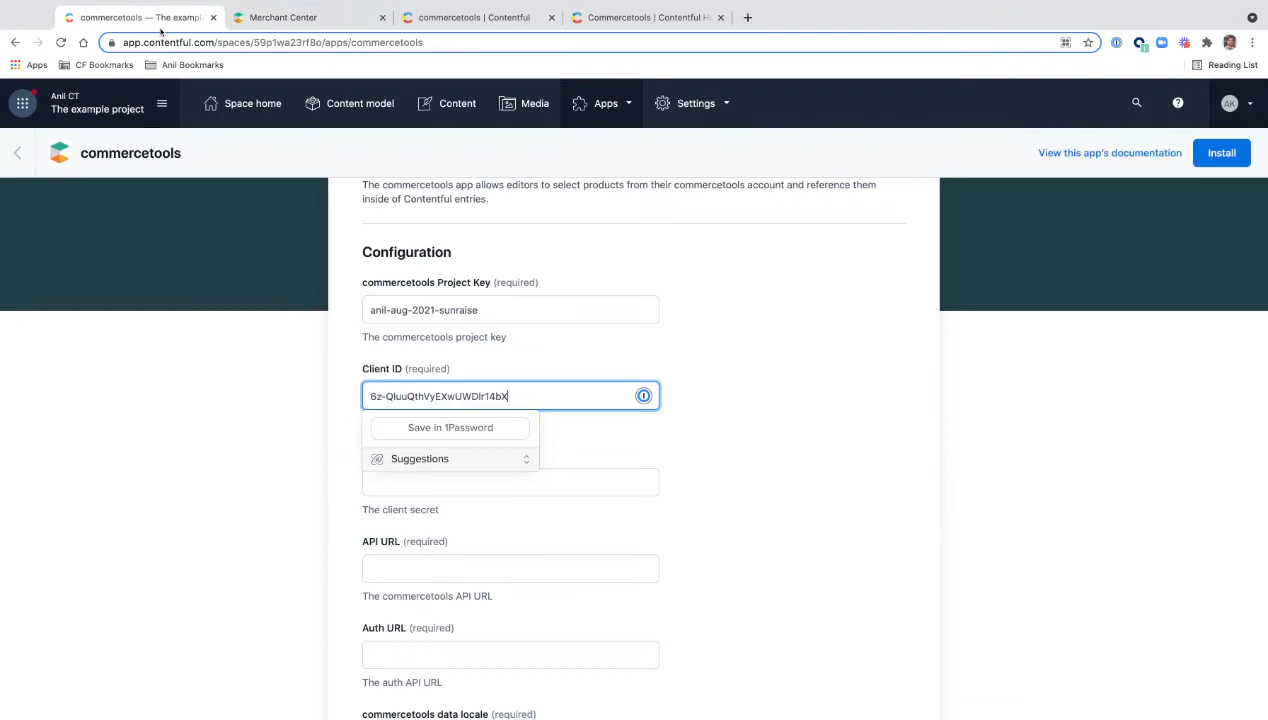 commercetools — The exampl
Merchant Center
commercetools | Contentful
Commercetools | Contentful H
app.contentful.com/spaces/59p1wa23rf8o/apps/commercetools
Apps
CF Bookmarks
Anil Bookmarks
Reading List
Anil CT
The example project
Space home
Content model
Content
Media
Apps
Settings
AK
commercetools
View this app's documentation
Install
The commercetools app allows editors to select products from their commercetools account and reference them
inside of Contentful entries.
Configuration
commercetools Project Key (required)
anil-aug-2021-sunraise
The commercetools project key
Client ID (required)
6z-QluuQthVyEXwUWDlr14bX
Save in 1Password
Suggestions
The client secret
API URL (required)
The commercetools API URL
Auth URL (required)
The auth API URL
commercetools data locale (required)